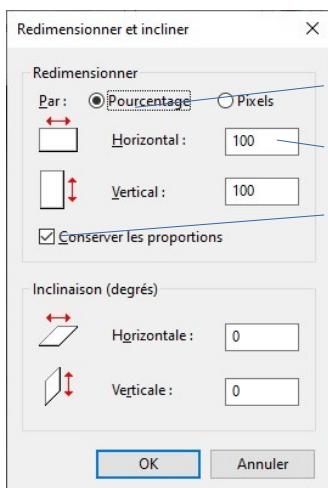 Redimensionner et incliner
Redimensionner
Par : Pourcentage Pixels
Horizontal : 100
Vertical : 100
Conserver les proportions
Inclinaison (degrés)
Horizontale : 0
Verticale : 0
OK Annuler